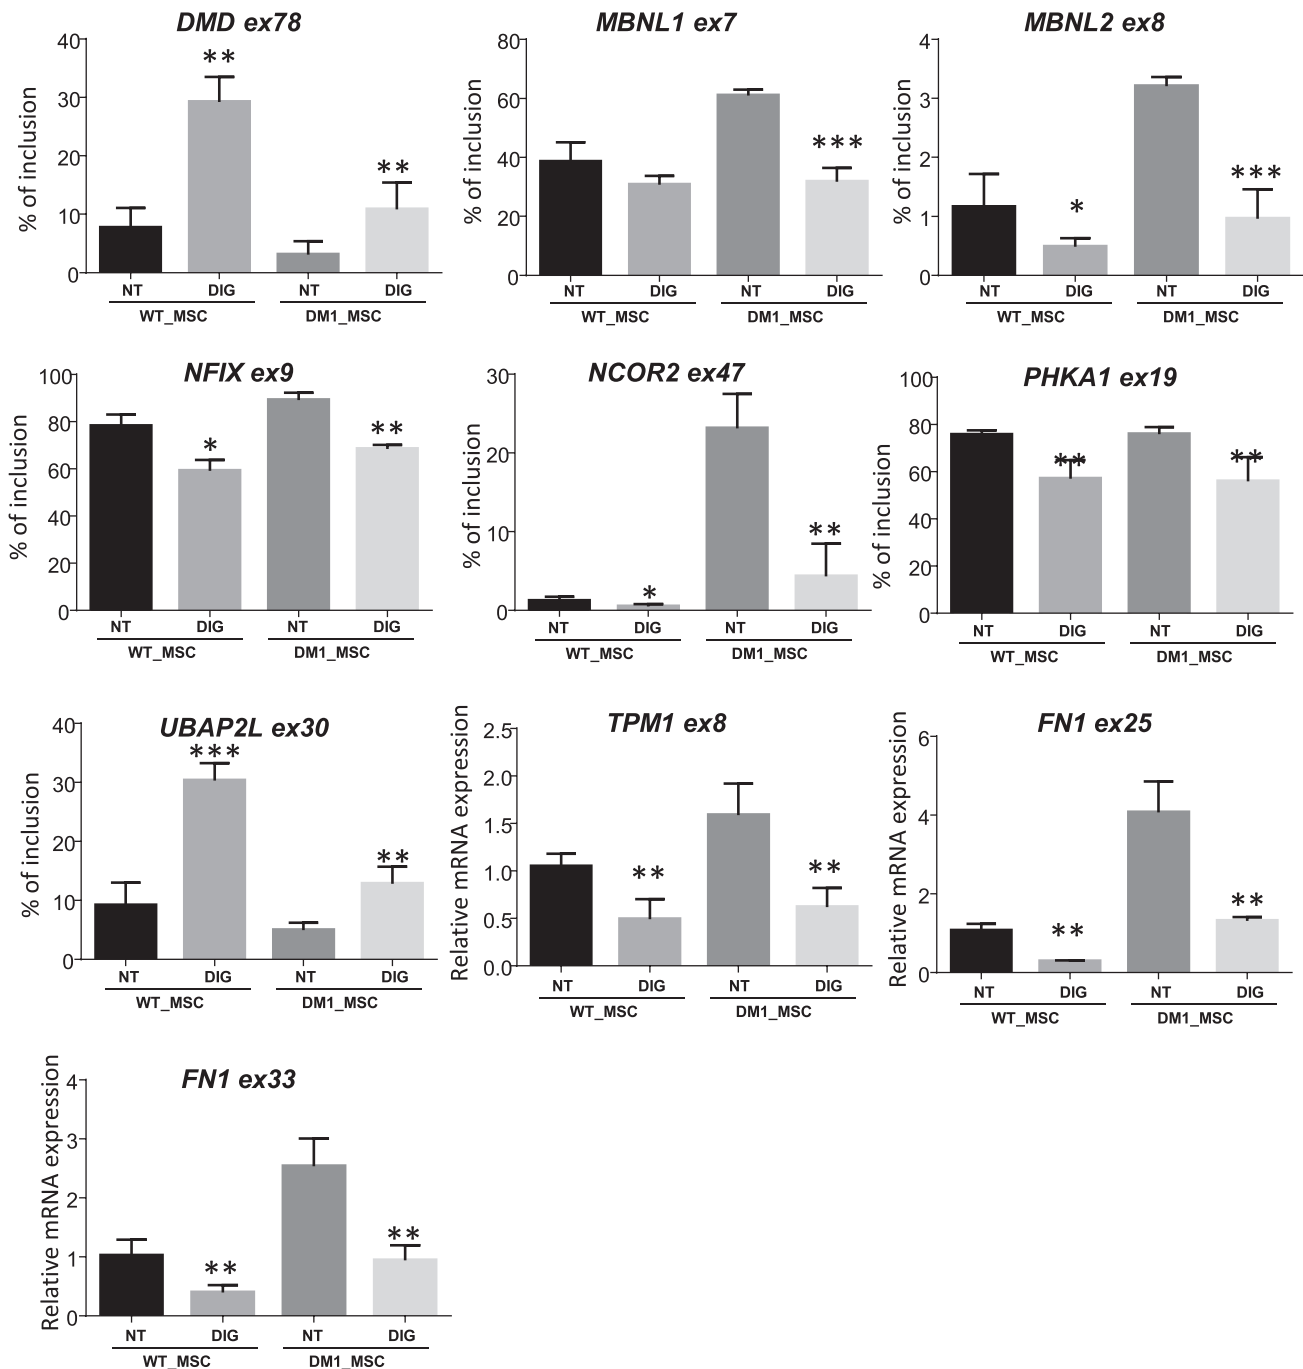 DMD ex78
% of inclusion
40
30
20
10
0
**
**
NT DIG NT DIG
WT_MSC DM1_MSC
MBNL1 ex7
% of inclusion
80
60
40
20
0
***
NT DIG NT DIG
WT_MSC DM1_MSC
MBNL2 ex8
% of inclusion
4
3
2
1
0
*
***
NT DIG NT DIG
WT_MSC DM1_MSC
NFIX ex9
% of inclusion
100
80
60
40
20
0
*
**
NT DIG NT DIG
WT_MSC DM1_MSC
NCOR2 ex47
% of inclusion
30
20
10
0
*
**
NT DIG NT DIG
WT_MSC DM1_MSC
PHKA1 ex19
% of inclusion
100
80
60
40
20
0
**
**
NT DIG NT DIG
WT_MSC DM1_MSC
UBAP2L ex30
% of inclusion
40
30
20
10
0
***
**
NT DIG NT DIG
WT_MSC DM1_MSC
TPM1 ex8
Relative mRNA expression
2.5
2.0
1.5
1.0
0.5
0.0
**
**
NT DIG NT DIG
WT_MSC DM1_MSC
FN1 ex25
Relative mRNA expression
6
4
2
0
**
**
NT DIG NT DIG
WT_MSC DM1_MSC
FN1 ex33
Relative mRNA expression
4
3
2
1
0
**
**
NT DIG NT DIG
WT_MSC DM1_MSC